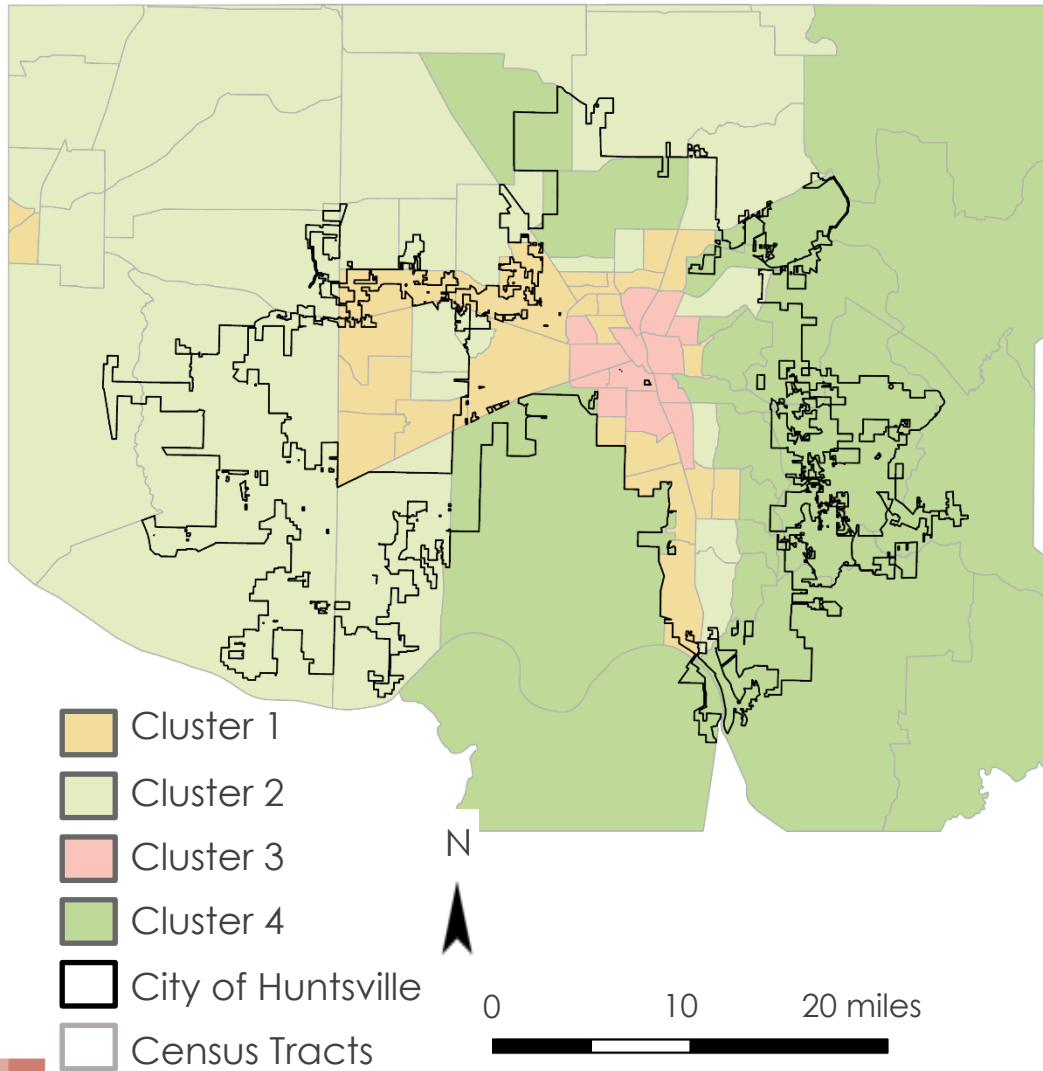 Cluster 1
Cluster 2
Cluster 3
Cluster 4
City of Huntsville
Census Tracts
N
0 10 20 miles